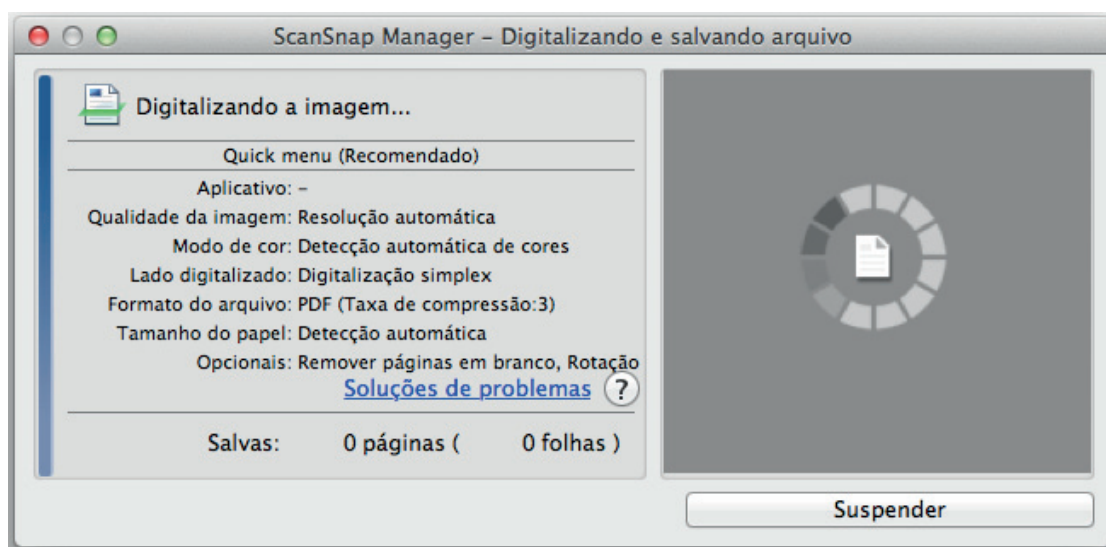 ScanSnap Manager – Digitalizando e salvando arquivo
Digitalizando a imagem...
Quick menu (Recomendado)
Aplicativo: –
Qualidade da imagem: Resolução automática
Modo de cor: Detecção automática de cores
Lado digitalizado: Digitalização simplex
Formato do arquivo: PDF (Taxa de compressão:3)
Tamanho do papel: Detecção automática
Opcionais: Remover páginas em branco, Rotação
Soluções de problemas ?
Salvas: 0 páginas ( 0 folhas )
Suspender